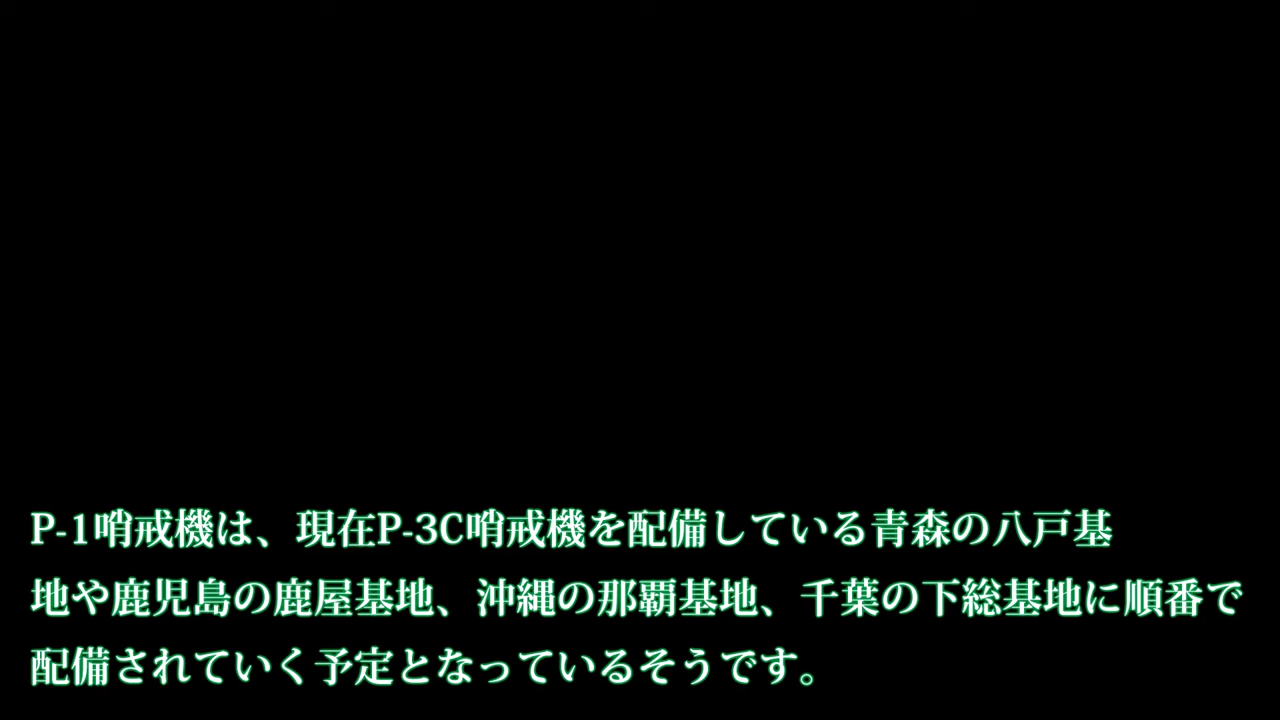 P-1哨戒機は、現在P-3C哨戒機を配備している青森の八戸基
地や鹿児島の鹿屋基地、沖縄の那覇基地、千葉の下総基地に順番で
配備されていく予定となっているそうです。